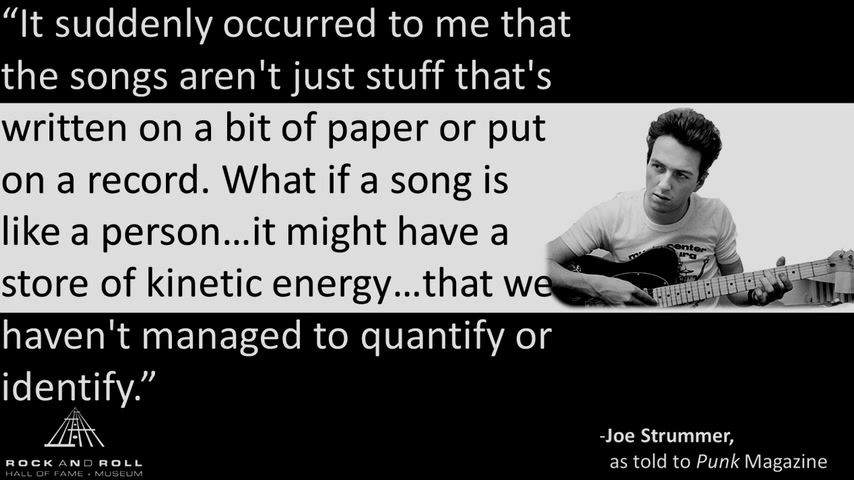 “It suddenly occurred to me that
the songs aren't just stuff that's
written on a bit of paper or put
on a record. What if a song is
like a person...it might have a
store of kinetic energy...that we
haven't managed to quantify or
identify.”
-Joe Strummer,
as told to Punk Magazine
ROCK AND ROLL
HALL OF FAME + MUSEUM